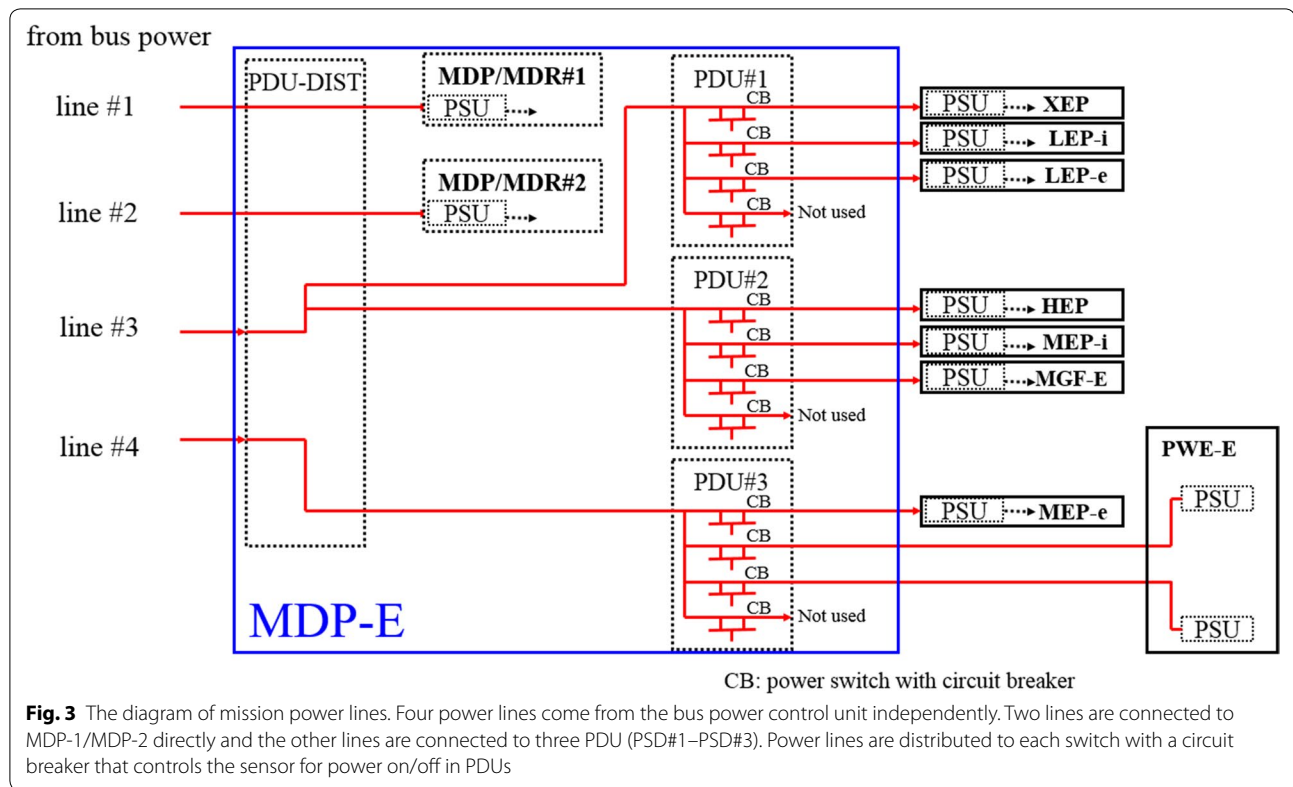 from bus power
line #1
line #2
line #3
line #4
PDU-DIST
MDP/MDR#1
PSU
MDP/MDR#2
PSU
MDP-E
PDU#1
CB
CB
CB
CB
Not used
PDU#2
CB
CB
CB
CB
Not used
PDU#3
CB
CB
CB
CB
Not used
PSU XEP
PSU LEP-i
PSU LEP-e
PSU HEP
PSU MEP-i
PSU MGF-E
PSU MEP-e
PWE-E
PSU
PSU
CB: power switch with circuit breaker
Fig. 3 The diagram of mission power lines. Four power lines come from the bus power control unit independently. Two lines are connected to
MDP-1/MDP-2 directly and the other lines are connected to three PDU (PSD#1–PSD#3). Power lines are distributed to each switch with a circuit
breaker that controls the sensor for power on/off in PDUs